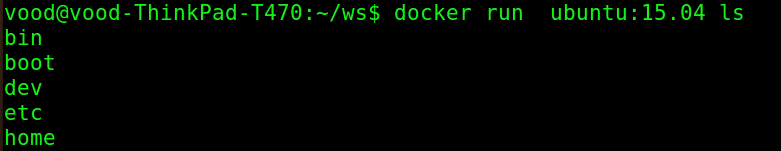 vood@vood-ThinkPad-T470:~/ws$ docker run  ubuntu:15.04 ls
bin
boot
dev
etc
home